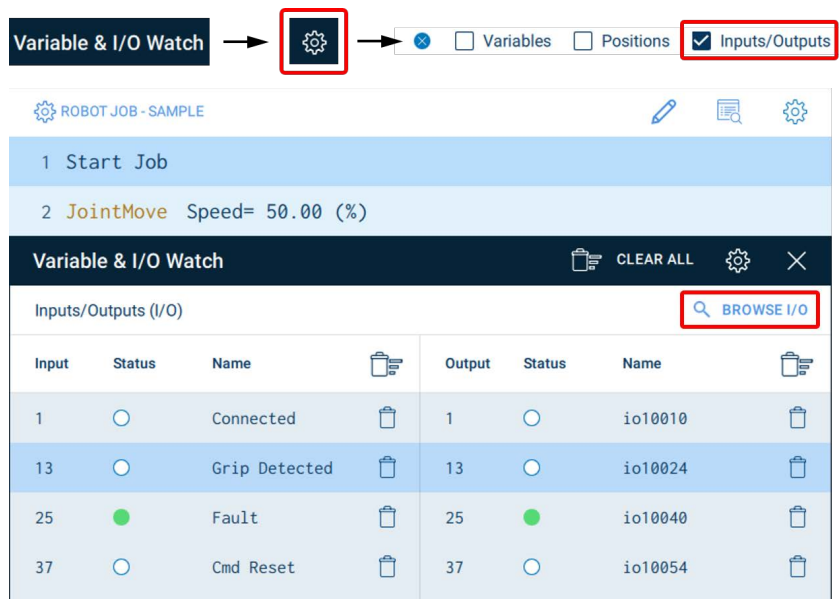 Variable & I/O Watch
Variables Positions Inputs/Outputs
ROBOT JOB - SAMPLE
1 Start Job
2 JointMove Speed= 50.00 (%)
Variable & I/O Watch CLEAR ALL
Inputs/Outputs (I/O) BROWSE I/O
Input Status Name Output Status Name
1 Connected 1 io10010
13 Grip Detected 13 io10024
25 Fault 25 io10040
37 Cmd Reset 37 io10054